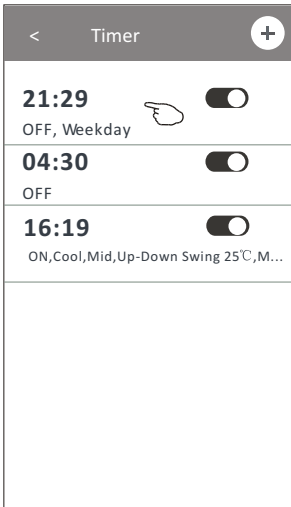 < Timer +
21:29
OFF, Weekday
04:30
OFF
16:19
ON,Cool,Mid,Up-Down Swing 25℃,M...